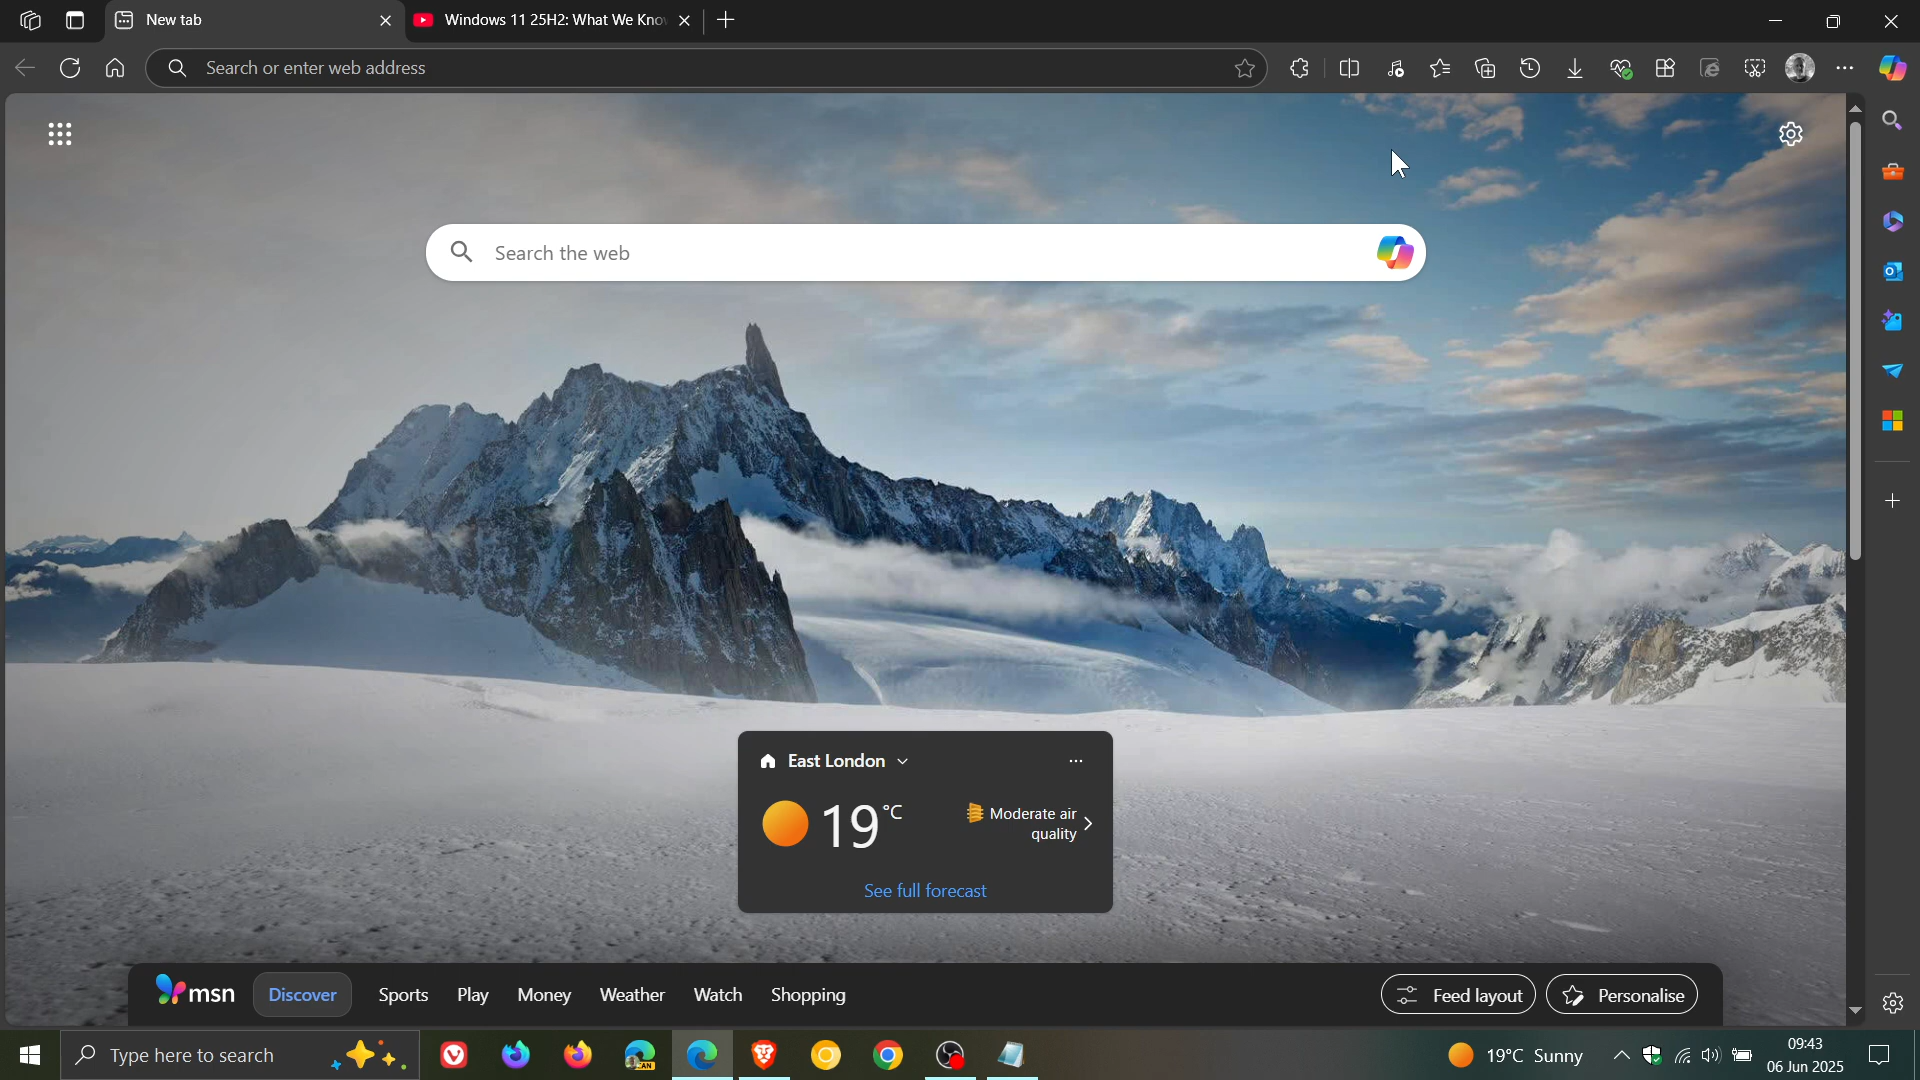 New tab
Windows 11 25H2: What We Kno
Search or enter web address
Search the web
East London
19 °C
Moderate air
quality
See full forecast
msn
Discover
Sports
Play
Money
Weather
Watch
Shopping
Feed layout
Personalise
Type here to search
CAN
19°C Sunny
09:43
06 Jun 2025